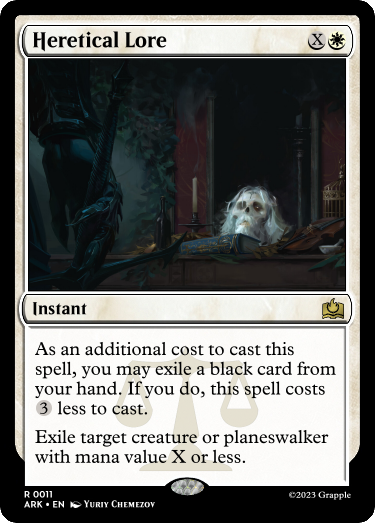 Heretical Lore X
Instant
As an additional cost to cast this
spell, you may exile a black card from
your hand. If you do, this spell costs
3 less to cast.
Exile target creature or planeswalker
with mana value X or less.
R 0011
ARK • EN Yuriy Chemezov
©2023 Grapple